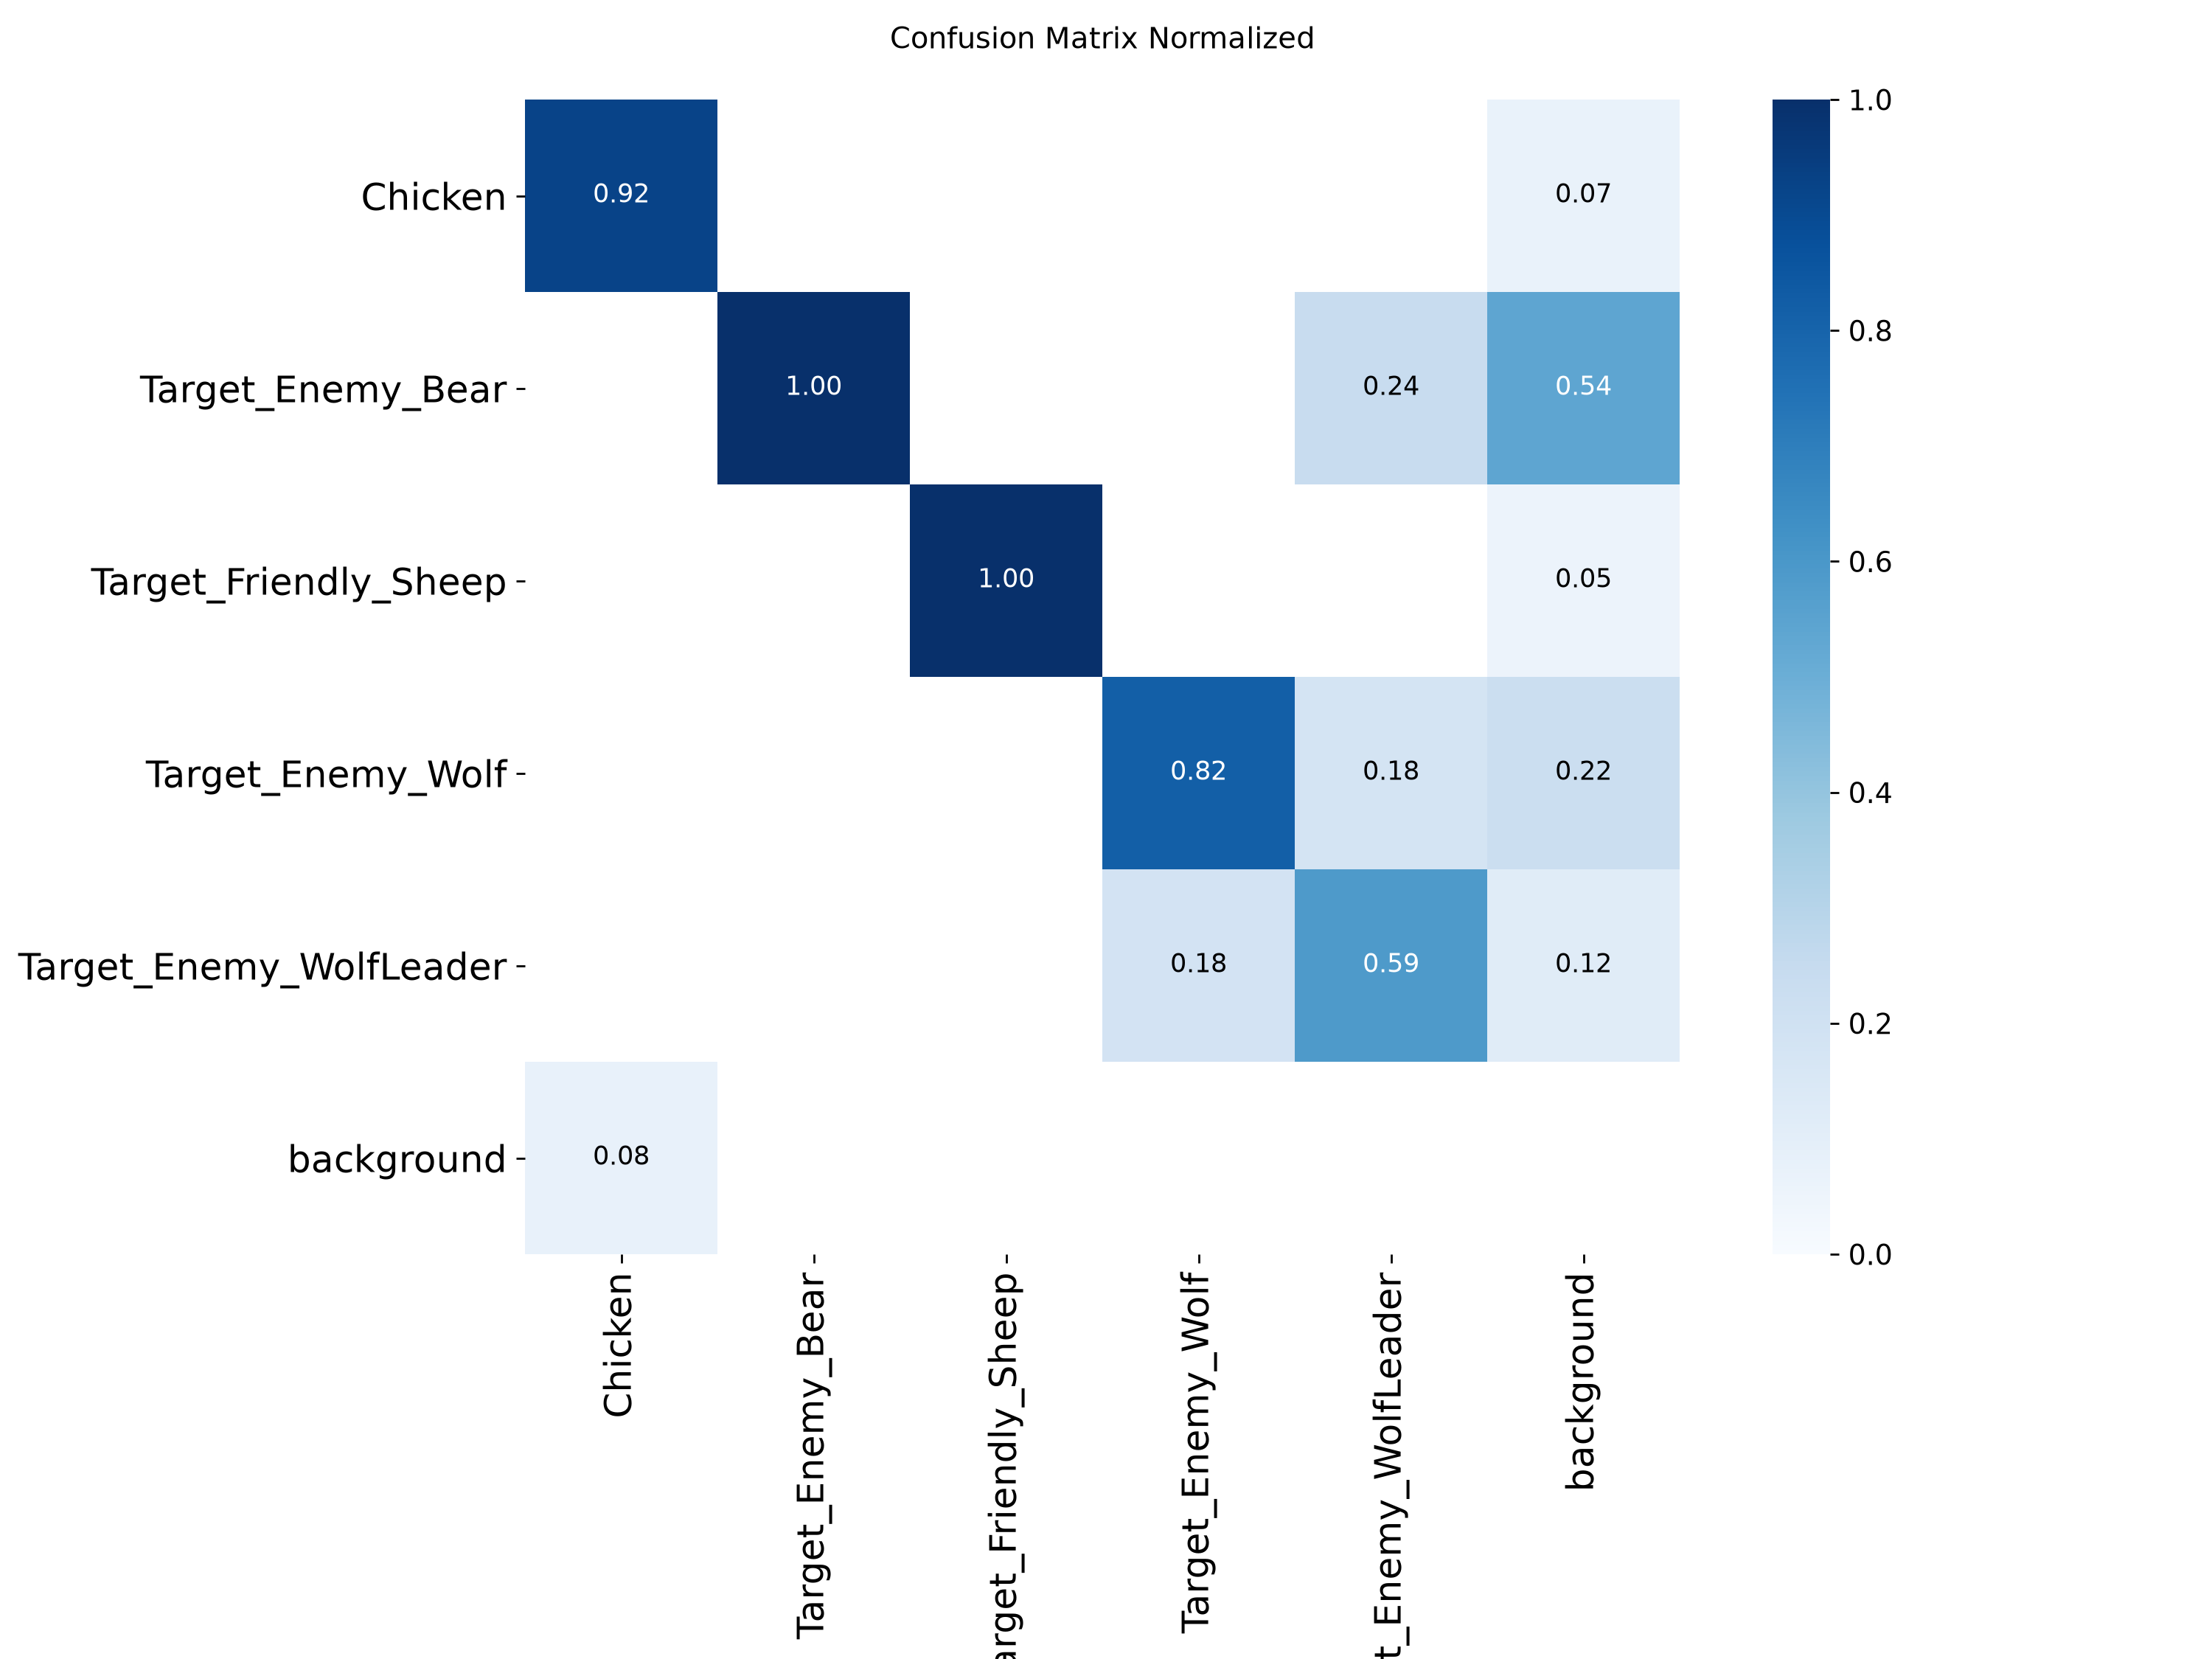 Confusion Matrix Normalized
1.0
Chicken
0.92
0.07
0.8
Target_Enemy_Bear
1.00
0.24
0.54
0.6
Target_Friendly_Sheep
1.00
0.05
Target_Enemy_Wolf
0.82
0.18
0.22
0.4
Target_Enemy_WolfLeader
0.18
0.59
0.12
0.2
background
0.08
0.0
Chicken
Target_Enemy_Bear
arget_Friendly_Sheep
Target_Enemy_Wolf
t_Enemy_WolfLeader
background